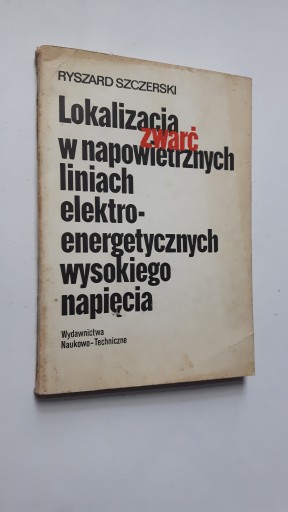 RYSZARD SZCZERSKI
Lokalizacja
zwarć
w napowietrznych
liniach
elektro-
energetycznych
wysokiego
napięcia
Wydawnictwa
Naukowo-Techniczne